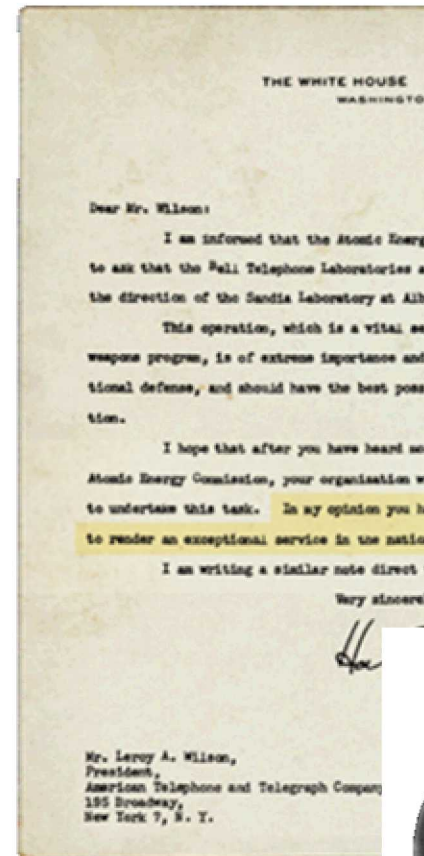 THE WHITE HOUSE
WASHINGTO
Dear Mr. Wilson:
I am informed that the Atomic Energ
to ask that the Bell Telephone Laboratories a
the direction of the Sandia Laboratory at Alb
This operation, which is a vital se
weapons program, is of extreme importance and
tional defense, and should have the best poss
tion.
I hope that after you have heard mo
Atomic Energy Commission, your organization w
to undertake this task. In my opinion you h
to render an exceptional service in the natio
I am writing a similar note direct
Very sincerel
Mr. Leroy A. Wilson,
President,
American Telephone and Telegraph Company
195 Broadway,
New York 7, N. Y.